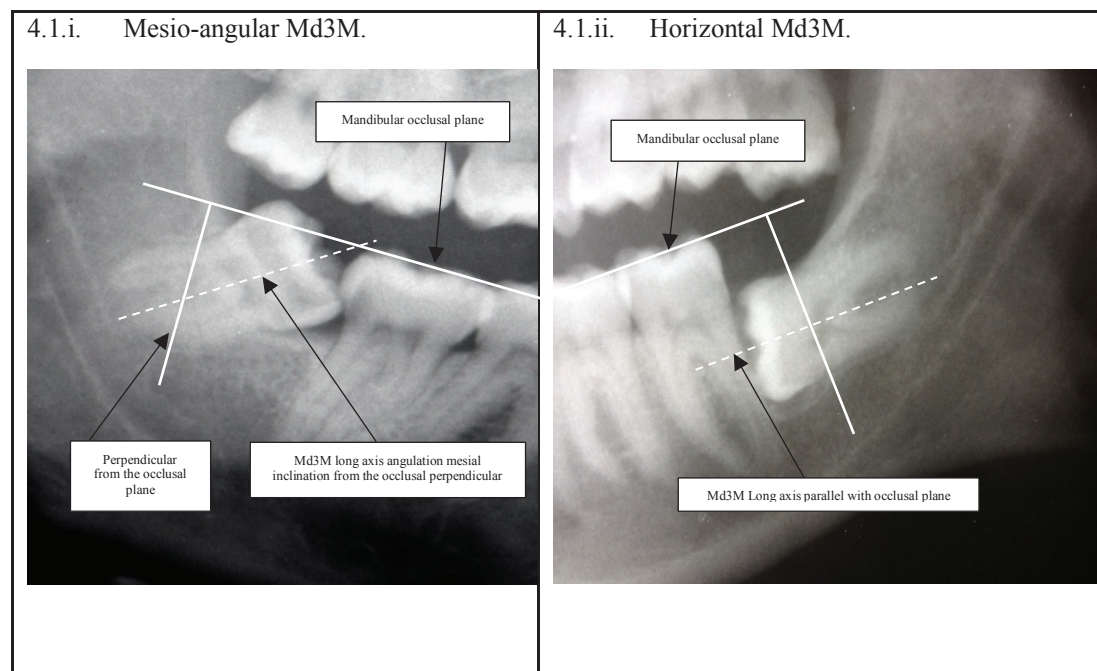 4.1.i. Mesio-angular Md3M.
Mandibular occlusal plane
Perpendicular
from the occlusal
plane
Md3M long axis angulation mesial
inclination from the occlusal perpendicular
4.1.ii. Horizontal Md3M.
Mandibular occlusal plane
Md3M Long axis parallel with occlusal plane